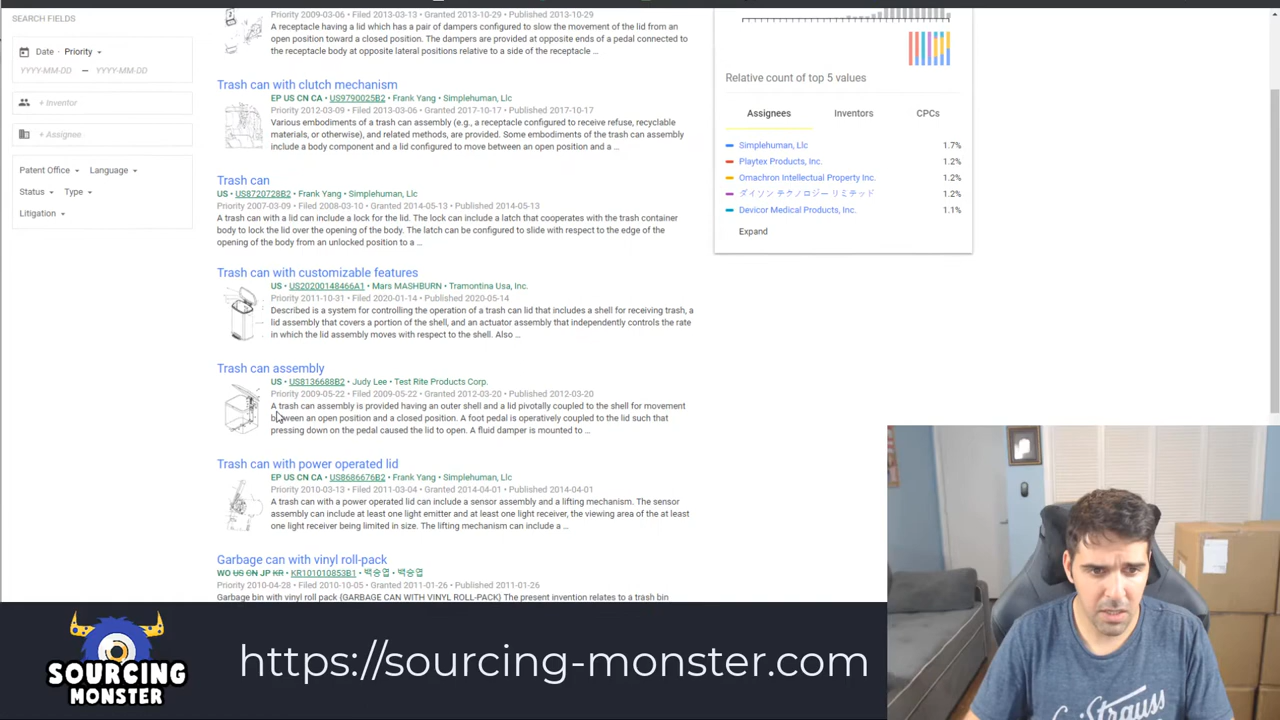 SEARCH FIELDS
Date · Priority
YYYY-MM-DD – YYYY-MM-DD
+ Inventor
+ Assignee
Patent Office
Language
Status
Type
Litigation
Priority 2009-03-06 • Filed 2013-03-13 • Granted 2013-10-29 • Published 2013-10-29
A receptacle having a lid which has a pair of dampers configured to slow the movement of the lid from an
open position toward a closed position. The dampers are provided at opposite ends of a pedal connected to
the receptacle body at opposite lateral positions relative to a side of the receptacle ...
Trash can with clutch mechanism
EP US CN CA • US9790025B2 • Frank Yang • Simplehuman, Llc
Priority 2012-03-09 • Filed 2013-03-06 • Granted 2017-10-17 • Published 2017-10-17
Various embodiments of a trash can assembly (e.g., a receptacle configured to receive refuse, recyclable
materials, or otherwise), and related methods, are provided. Some embodiments of the trash can assembly
include a body component and a lid configured to move between an open position and a ...
Trash can
US • US8720728B2 • Frank Yang • Simplehuman, Llc
Priority 2007-03-09 • Filed 2008-03-10 • Granted 2014-05-13 • Published 2014-05-13
A trash can with a lid can include a lock for the lid. The lock can include a latch that cooperates with the trash container
body to lock the lid over the opening of the body. The latch can be configured to slide with respect to the edge of the
opening of the body from an unlocked position to a ...
Trash can with customizable features
US • US20200148466A1 • Mars MASHBURN • Tramontina Usa, Inc.
Priority 2011-10-31 • Filed 2020-01-14 • Published 2020-05-14
Described is a system for controlling the operation of a trash can lid that includes a shell for receiving trash, a
lid assembly that covers a portion of the shell, and an actuator assembly that independently controls the rate
in which the lid assembly moves with respect to the shell. Also ...
Trash can assembly
US • US8136688B2 • Judy Lee • Test Rite Products Corp.
Priority 2009-05-22 • Filed 2009-05-22 • Granted 2012-03-20 • Published 2012-03-20
A trash can assembly is provided having an outer shell and a lid pivotally coupled to the shell for movement
between an open position and a closed position. A foot pedal is operatively coupled to the lid such that
pressing down on the pedal caused the lid to open. A fluid damper is mounted to ...
Trash can with power operated lid
EP US CN CA • US8686676B2 • Frank Yang • Simplehuman, Llc
Priority 2010-03-13 • Filed 2011-03-04 • Granted 2014-04-01 • Published 2014-04-01
A trash can with a power operated lid can include a sensor assembly and a lifting mechanism. The sensor
assembly can include at least one light emitter and at least one light receiver, the viewing area of the at least
one light receiver being limited in size. The lifting mechanism can include a ...
Garbage can with vinyl roll-pack
WO US CN JP KR • KR101010853B1 • 백승엽 • 백승엽
Priority 2010-04-28 • Filed 2010-10-05 • Granted 2011-01-26 • Published 2011-01-26
Garbage bin with vinyl roll pack {GARBAGE CAN WITH VINYL ROLL-PACK} The present invention relates to a trash bin
Relative count of top 5 values
Assignees Inventors CPCs
Simplehuman, Llc 1.7%
Playtex Products, Inc. 1.2%
Omachron Intellectual Property Inc. 1.2%
ダイソン テクノロジー リミテッド 1.2%
Devicor Medical Products, Inc. 1.1%
Expand
SOURCING
MONSTER
https://sourcing-monster.com